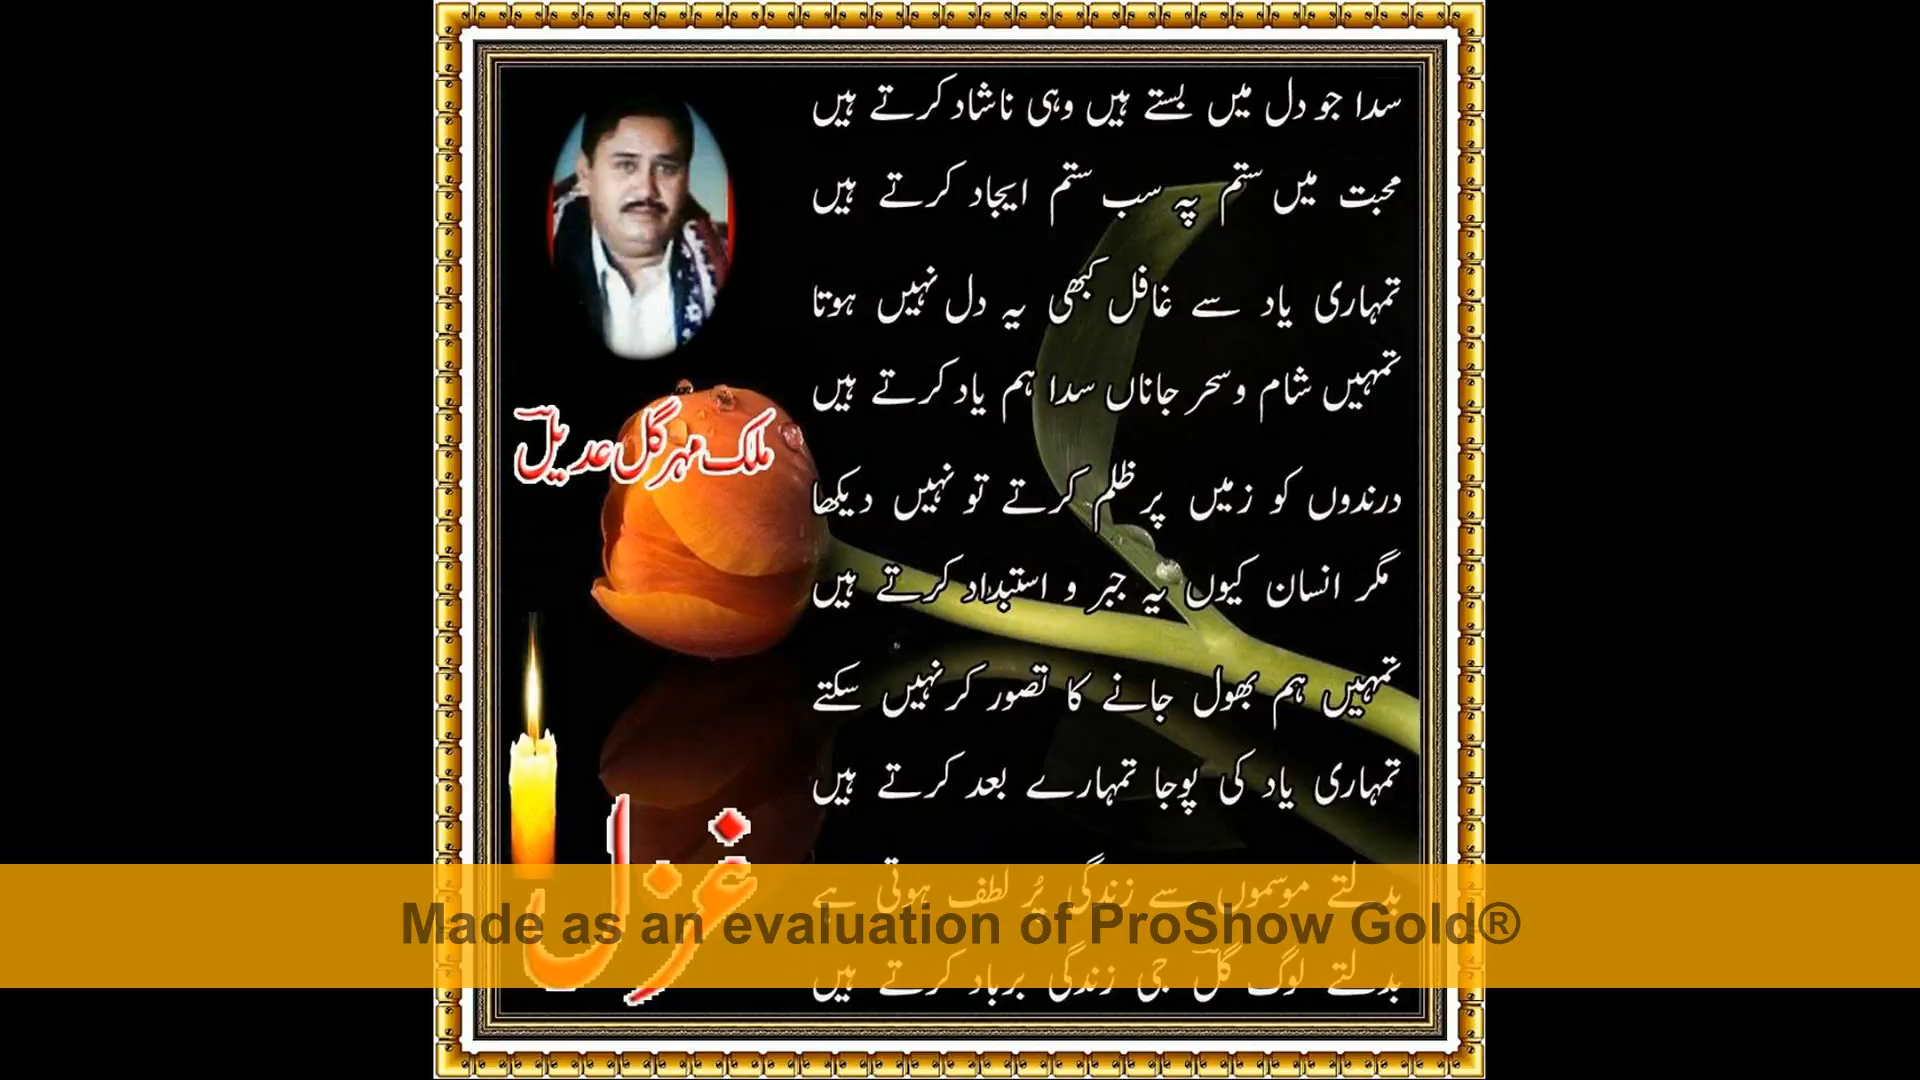 سدا جو دل میں بستے ہیں وہی ناشاد کرتے ہیں
محبت میں ستم پہ سب ستم ایجاد کرتے ہیں
تمہاری یاد سے غافل کبھی یہ دل نہیں ہوتا
تمہیں شام و سحر جاناں سدا ہم یاد کرتے ہیں
درندوں کو زمیں پر ظلم کرتے تو نہیں دیکھا
مگر انسان کیوں یہ جبر و استبداد کرتے ہیں
تمہیں ہم بھول جانے کا تصور کر نہیں سکتے
تمہاری یاد کی پوجا تمہارے بعد کرتے ہیں
بدلتے موسموں سے زندگی پُر لطف ہوتی ہے
بدلتے لوگ گلؔ جی زندگی برباد کرتے ہیں
ملک مہر گل عدیلؔ
غزل
Made as an evaluation of ProShow Gold®